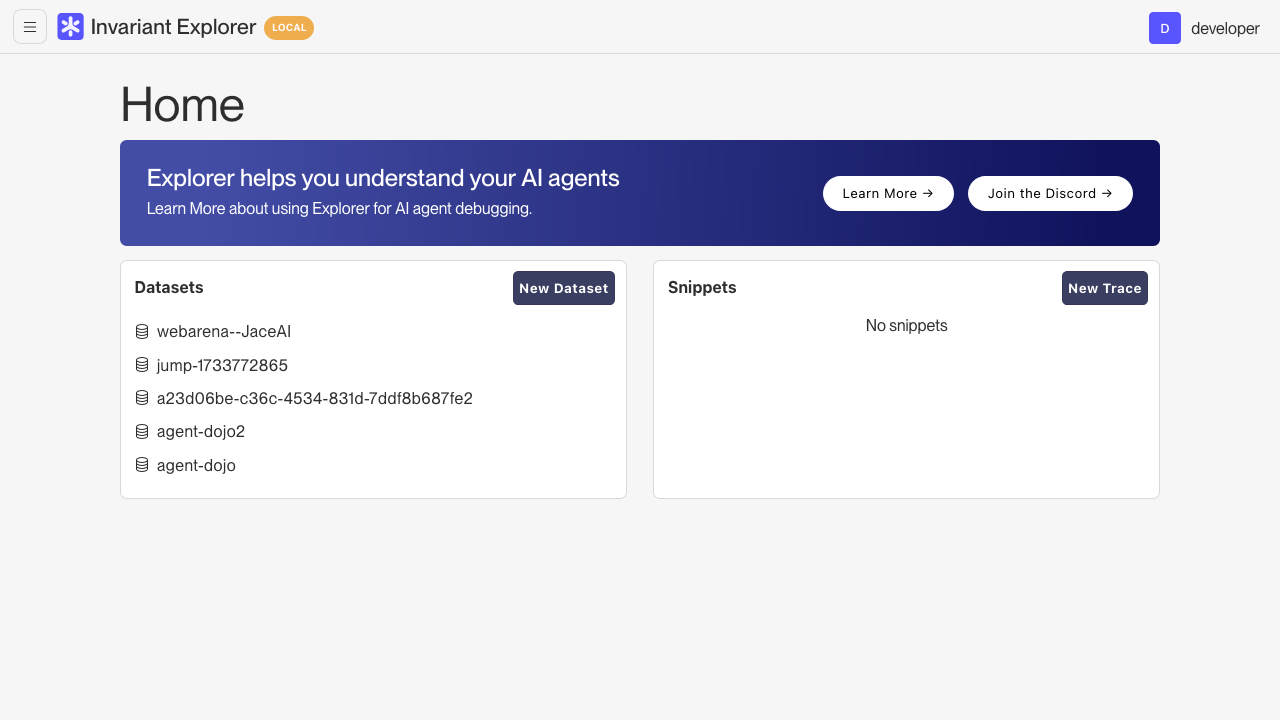 Invariant Explorer LOCAL
D developer
Home
Explorer helps you understand your AI agents
Learn More about using Explorer for AI agent debugging.
Learn More →
Join the Discord →
Datasets
New Dataset
webarena--JaceAI
jump-1733772865
a23d06be-c36c-4534-831d-7ddf8b687fe2
agent-dojo2
agent-dojo
Snippets
New Trace
No snippets